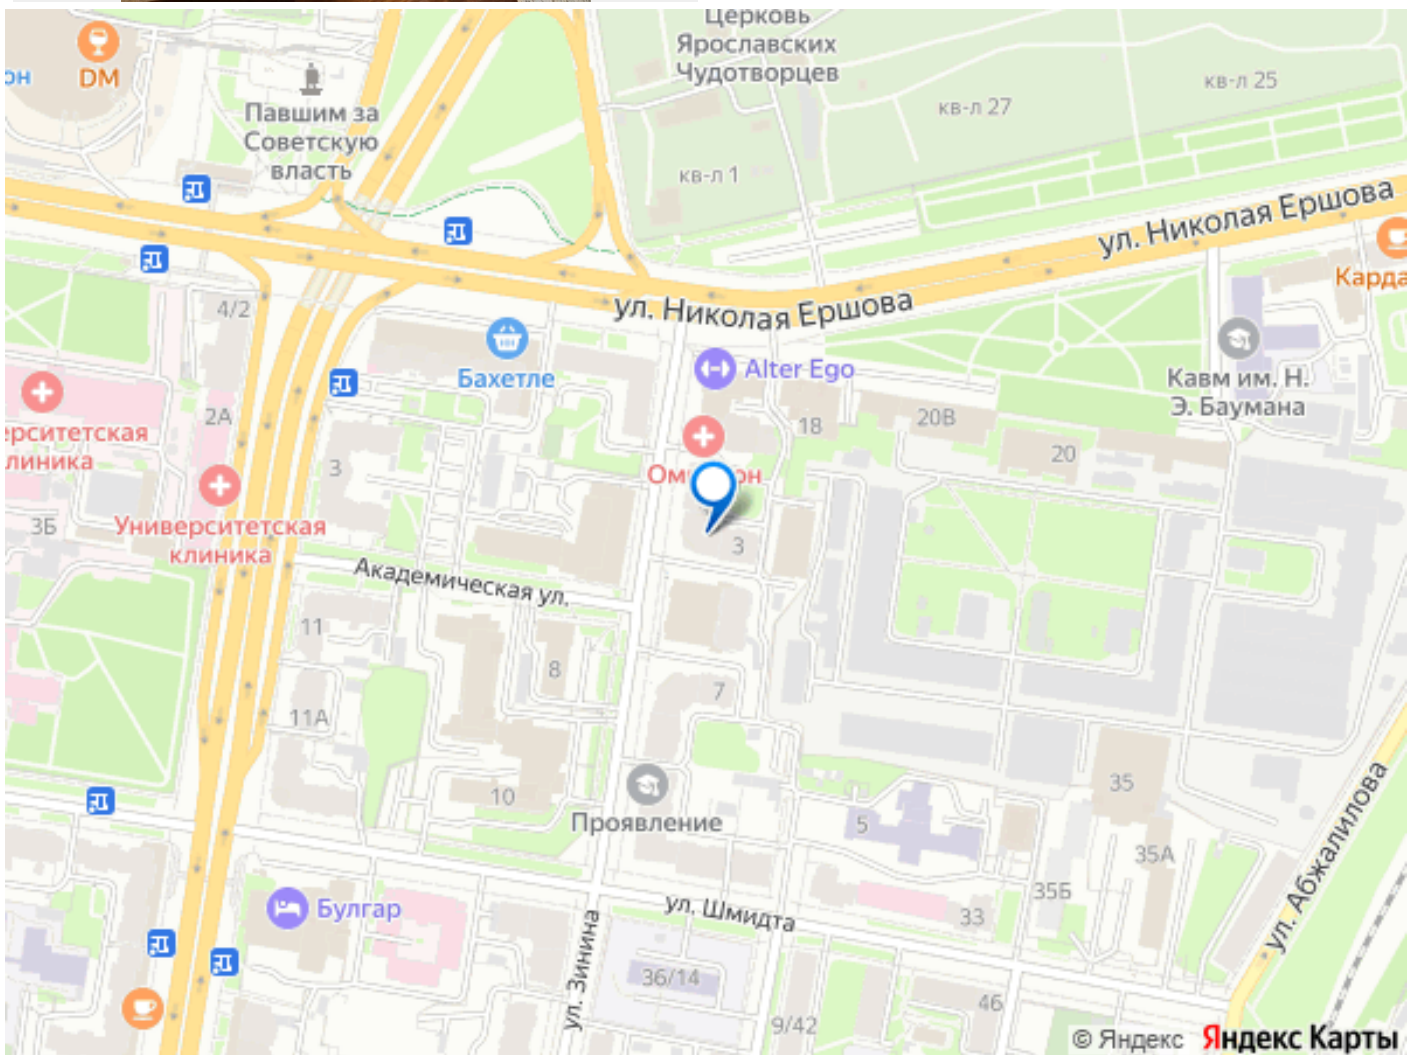 Церковь
Ярославских
Чудотворцев
DM
он
Павшим за
Советскую
власть
кв-л 25
кв-л 27
кв-л 1
ул. Николая Ершова
Карда
ул. Николая Ершова
4/2
Бахетле
Alter Ego
Кавм им. Н.
Э. Баумана
2А
18
20В
20
ерситетская
линика
3
3Б
Университетская
клиника
3
Академическая ул.
11
8
7
11А
10
Проявление
5
35
35А
35Б
33
ул. Абжалилова
Булгар
ул. Шмидта
ул. Зинина
36/14
46
9/42
© Яндекс Яндекс Карты